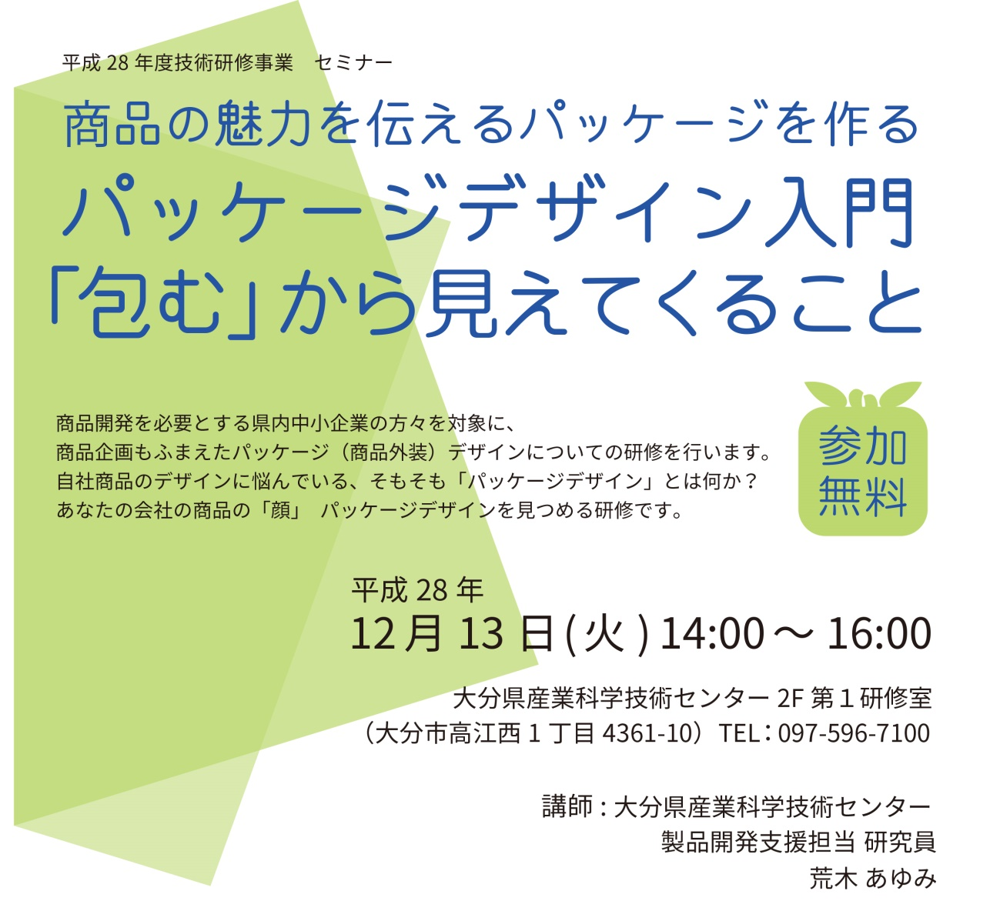 平成 28 年度技術研修事業　セミナー
商品の魅力を伝えるパッケージを作る
パッケージデザイン入門
「包む」から見えてくること
商品開発を必要とする県内中小企業の方々を対象に、
商品企画もふまえたパッケージ（商品外装）デザインについての研修を行います。
自社商品のデザインに悩んでいる、そもそも「パッケージデザイン」とは何か？
あなたの会社の商品の「顔」　パッケージデザインを見つめる研修です。
参加
無料
平成 28 年
12 月 13 日 ( 火 ) 14:00 ～ 16:00
大分県産業科学技術センター 2F 第１研修室
（大分市高江西 1 丁目 4361-10）TEL：097-596-7100
講師 : 大分県産業科学技術センター
製品開発支援担当 研究員
荒木 あゆみ